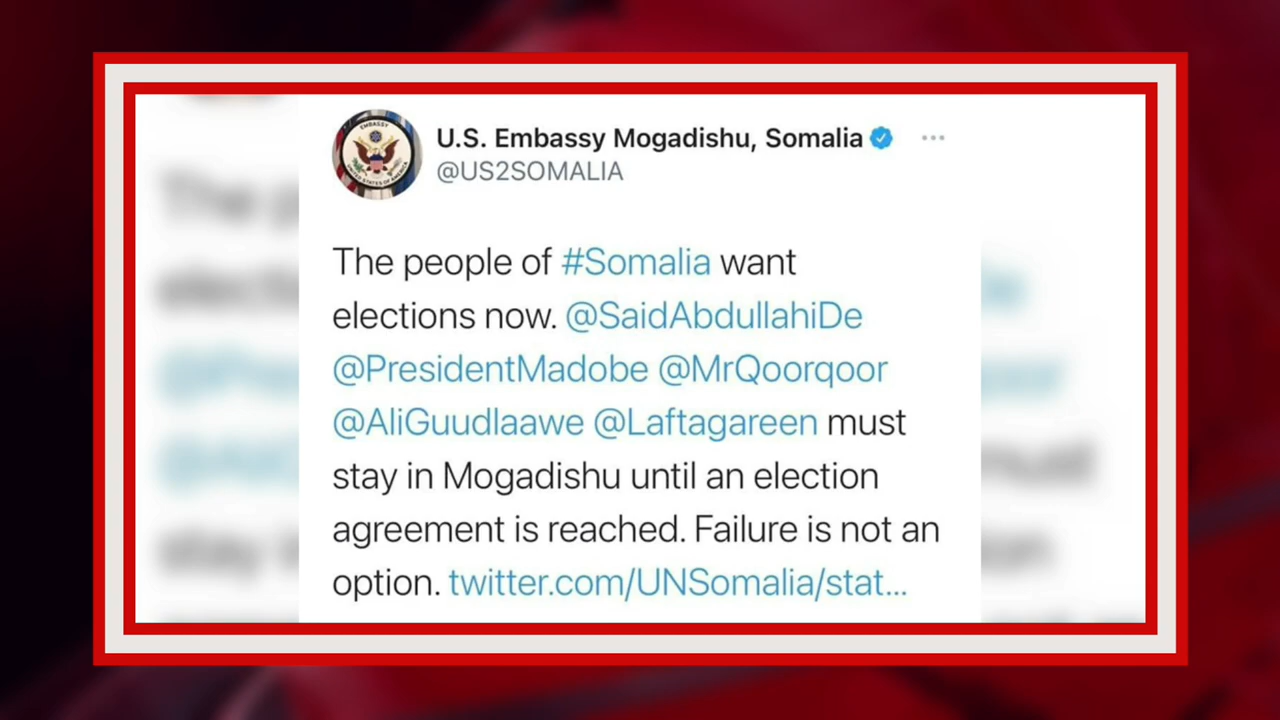 U.S. Embassy Mogadishu, Somalia
@US2SOMALIA
The people of #Somalia want
elections now. @SaidAbdullahiDe
@PresidentMadobe @MrQoorqoor
@AliGuudlaawe @Laftagareen must
stay in Mogadishu until an election
agreement is reached. Failure is not an
option. twitter.com/UNSomalia/stat...